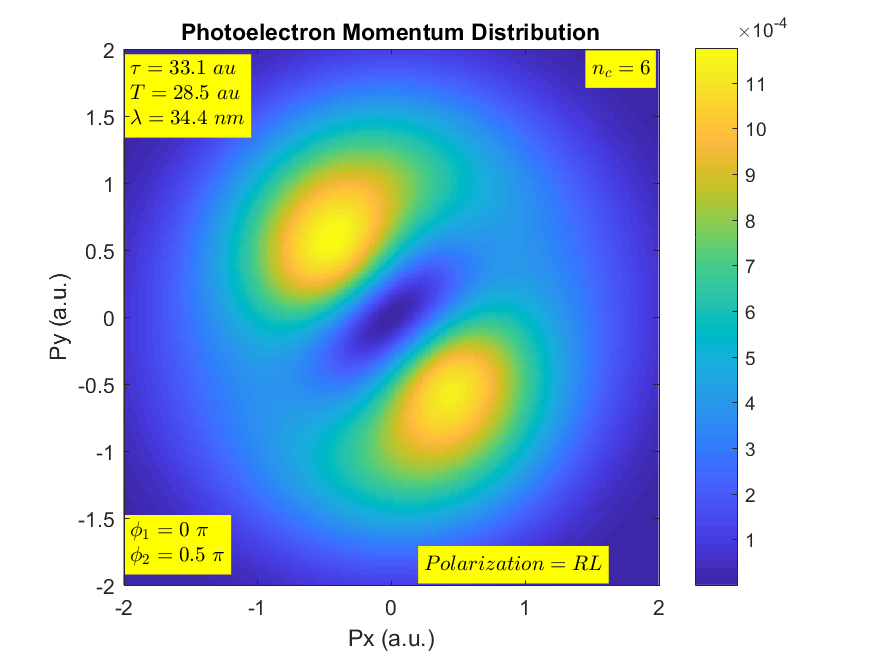 Photoelectron Momentum Distribution
×10⁻⁴
τ = 33.1 au
T = 28.5 au
λ = 34.4 nm
n_c = 6
ϕ₁ = 0 π
ϕ₂ = 0.5 π
Polarization = RL
2
1.5
1
0.5
0
-0.5
-1
-1.5
-2
Py (a.u.)
-2
-1
0
1
2
Px (a.u.)
11
10
9
8
7
6
5
4
3
2
1